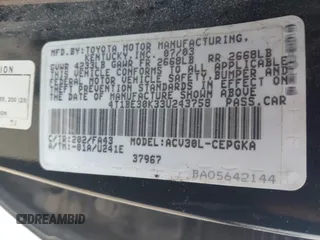 MFD. BY: TOYOTA MOTOR MANUFACTURING,
KENTUCKY, INC. 07/03
GVWR 4233LB GAWR FR 2668LB RR 2668LB
THIS VEHICLE CONFORMS TO ALL APPLICABLE
FEDERAL MOTOR VEHICLE SAFETY, BUMPER, AND
THEFT PREVENTION STANDARDS IN EFFECT ON
THE DATE OF MANUFACTURE SHOWN ABOVE.
4T1BE30K33U243758 PASS.CAR
C/TR:202/FA43 MODEL:ACV30L-CEPGKA
A/TM:-01A/U241E
37967
BA05642144
DREAMBID